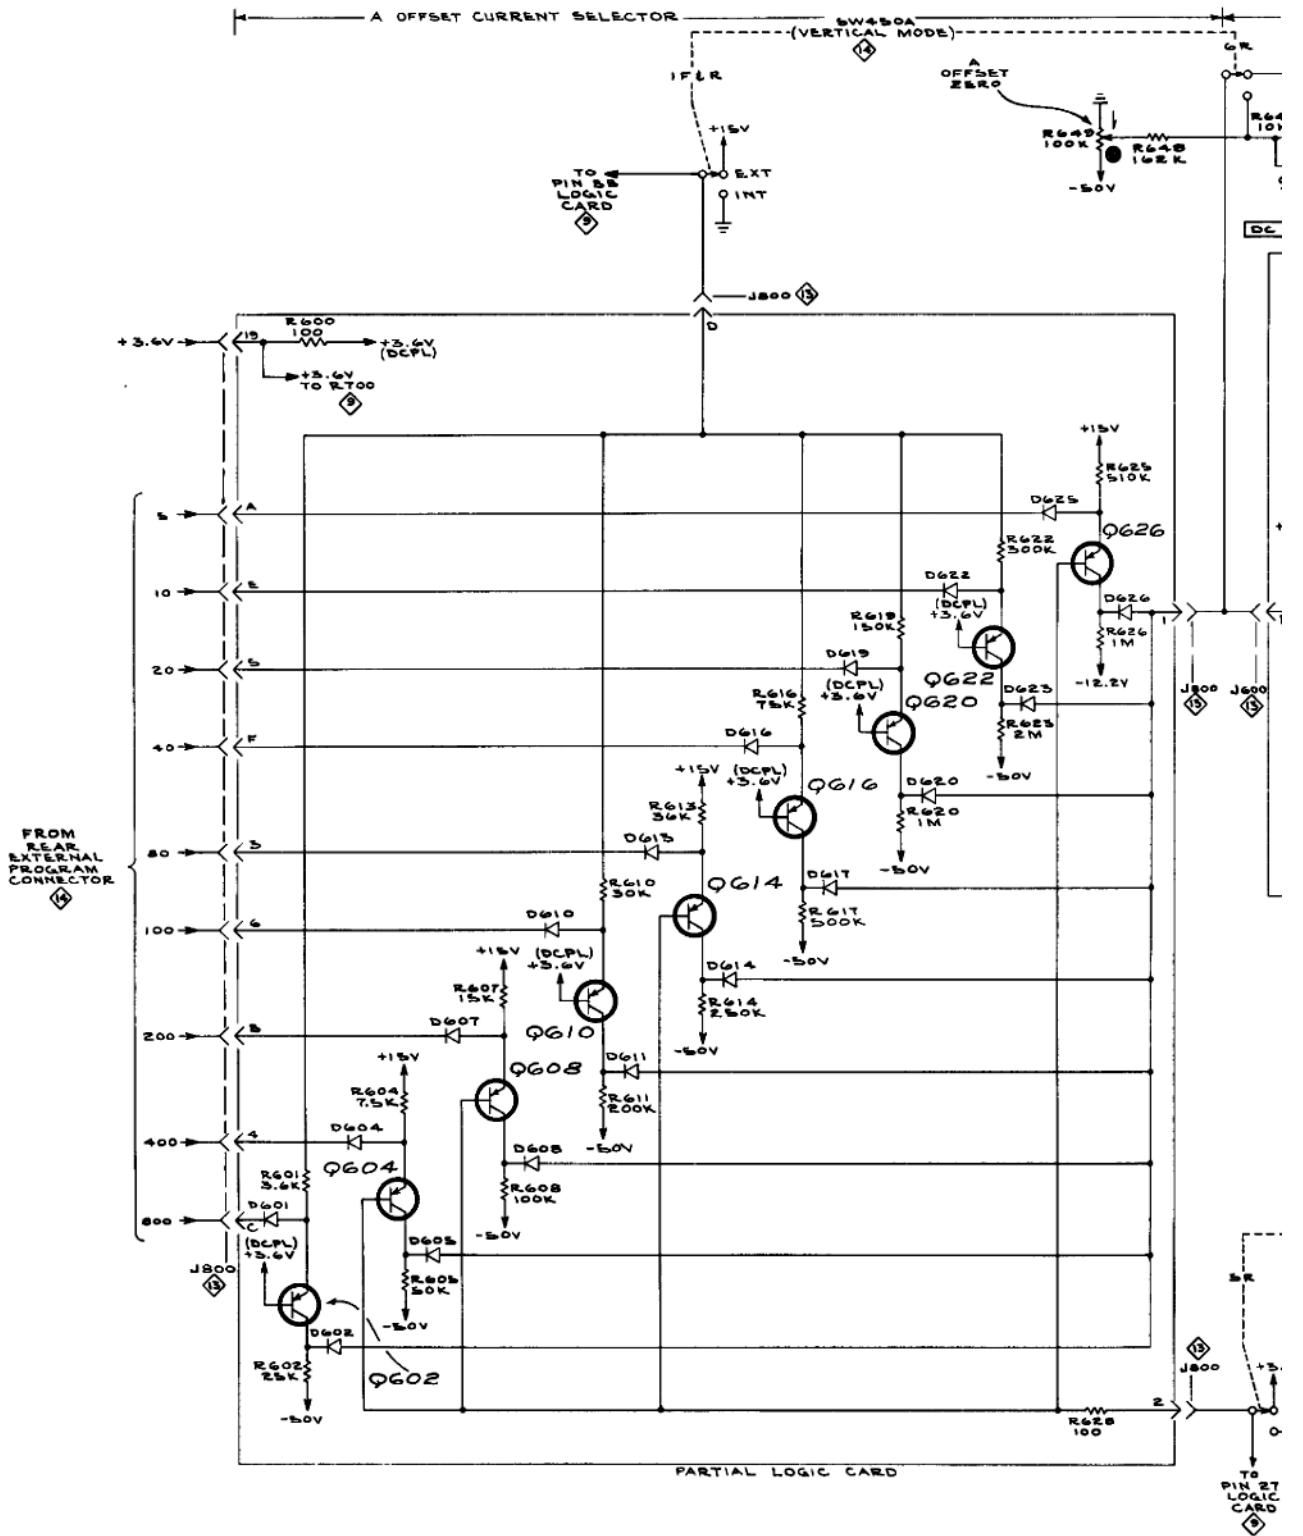 A OFFSET CURRENT SELECTOR
SW450A
(VERTICAL MODE)
14
6R
1F & R
A
OFFSET
ZERO
+15V
R649
100K
R648
162K
R64
10K
-50V
TO
PIN BB
LOGIC
CARD
9
EXT
INT
DC
J800 13
D
+3.6V
19
R600
100
+3.6V
(DCPL)
+3.6V
TO R700
9
+15V
R625
510K
5
A
D625
Q626
R622
300K
10
E
D622
(DCPL)
+3.6V
D626
1
R619
150K
R626
1M
20
5
D619
(DCPL)
+3.6V
Q622
D623
-12.2V
J800
13
J600
13
R616
75K
Q620
R623
2M
40
F
D616
-50V
+15V
(DCPL)
+3.6V
Q616
D620
R613
36K
R620
1M
FROM
REAR
EXTERNAL
PROGRAM
CONNECTOR
14
80
3
D613
-50V
R610
30K
Q614
D617
R617
500K
100
6
D610
+15V
(DCPL)
+3.6V
-50V
R607
15K
D614
R614
250K
200
B
D607
Q610
-50V
+15V
Q608
D611
R604
7.5K
R611
200K
400
4
D604
-50V
Q604
D608
R601
3.6K
R608
100K
800
C
D601
-50V
(DCPL)
+3.6V
D605
J800
13
R605
50K
5R
-50V
D602
R602
25K
Q602
13
J800
+3.
-50V
2
R628
100
PARTIAL LOGIC CARD
TO
PIN 27
LOGIC
CARD
9